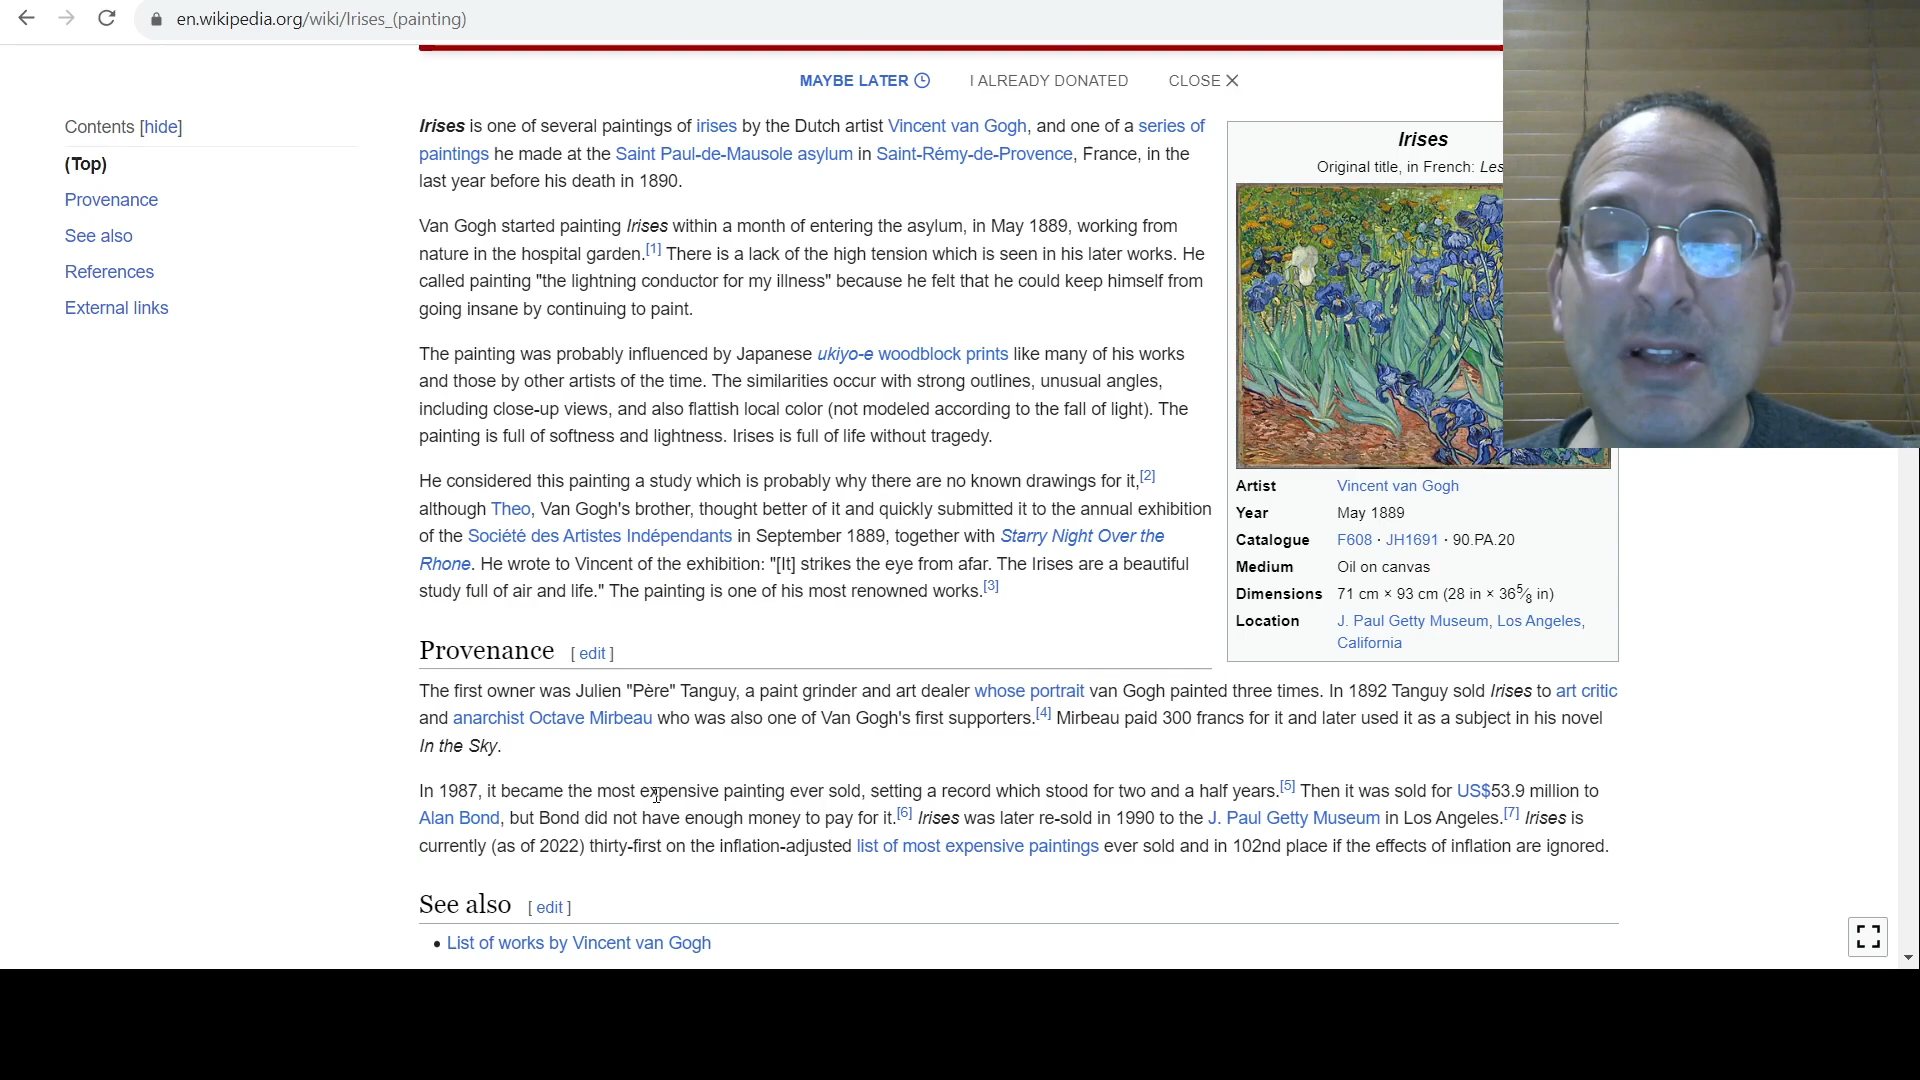 en.wikipedia.org/wiki/Irises_(painting)
MAYBE LATER I ALREADY DONATED CLOSE
Contents [hide]
(Top)
Provenance
See also
References
External links
Irises is one of several paintings of irises by the Dutch artist Vincent van Gogh, and one of a series of
paintings he made at the Saint Paul-de-Mausole asylum in Saint-Rémy-de-Provence, France, in the
last year before his death in 1890.
Van Gogh started painting Irises within a month of entering the asylum, in May 1889, working from
nature in the hospital garden.[1] There is a lack of the high tension which is seen in his later works. He
called painting "the lightning conductor for my illness" because he felt that he could keep himself from
going insane by continuing to paint.
The painting was probably influenced by Japanese ukiyo-e woodblock prints like many of his works
and those by other artists of the time. The similarities occur with strong outlines, unusual angles,
including close-up views, and also flattish local color (not modeled according to the fall of light). The
painting is full of softness and lightness. Irises is full of life without tragedy.
He considered this painting a study which is probably why there are no known drawings for it,[2]
although Theo, Van Gogh's brother, thought better of it and quickly submitted it to the annual exhibition
of the Société des Artistes Indépendants in September 1889, together with Starry Night Over the
Rhone. He wrote to Vincent of the exhibition: "[It] strikes the eye from afar. The Irises are a beautiful
study full of air and life." The painting is one of his most renowned works.[3]
Irises
Original title, in French: Les
Artist Vincent van Gogh
Year May 1889
Catalogue F608 · JH1691 · 90.PA.20
Medium Oil on canvas
Dimensions 71 cm × 93 cm (28 in × 36 5⁄8 in)
Location J. Paul Getty Museum, Los Angeles,
California
Provenance [ edit ]
The first owner was Julien "Père" Tanguy, a paint grinder and art dealer whose portrait van Gogh painted three times. In 1892 Tanguy sold Irises to art critic
and anarchist Octave Mirbeau who was also one of Van Gogh's first supporters.[4] Mirbeau paid 300 francs for it and later used it as a subject in his novel
In the Sky.
In 1987, it became the most expensive painting ever sold, setting a record which stood for two and a half years.[5] Then it was sold for US$53.9 million to
Alan Bond, but Bond did not have enough money to pay for it.[6] Irises was later re-sold in 1990 to the J. Paul Getty Museum in Los Angeles.[7] Irises is
currently (as of 2022) thirty-first on the inflation-adjusted list of most expensive paintings ever sold and in 102nd place if the effects of inflation are ignored.
See also [ edit ]
• List of works by Vincent van Gogh